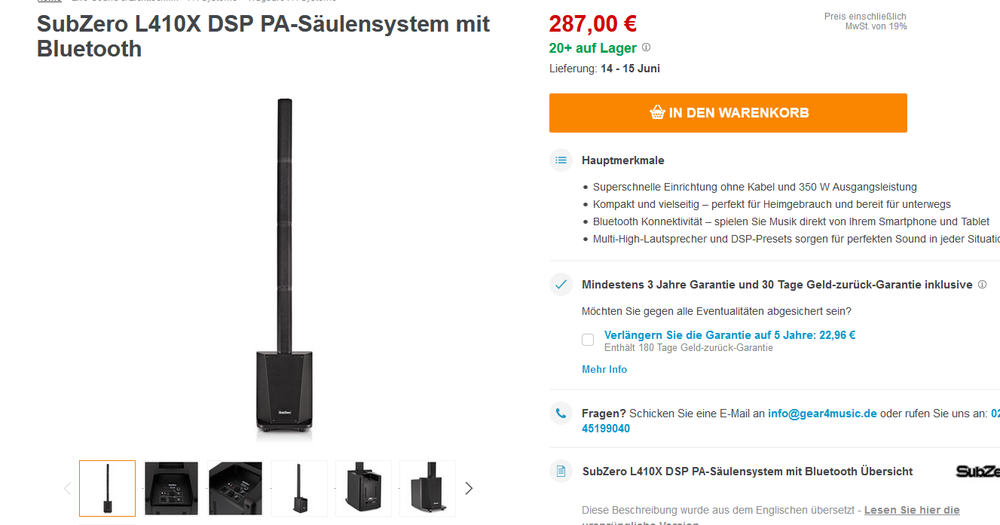 SubZero L410X DSP PA-Säulensystem mit
Bluetooth
287,00 €
Preis einschließlich
MwSt. von 19%
20+ auf Lager
Lieferung: 14 - 15 Juni
IN DEN WARENKORB
Hauptmerkmale
Superschnelle Einrichtung ohne Kabel und 350 W Ausgangsleistung
Kompakt und vielseitig – perfekt für Heimgebrauch und bereit für unterwegs
Bluetooth Konnektivität – spielen Sie Musik direkt von Ihrem Smartphone und Tablet
Multi-High-Lautsprecher und DSP-Presets sorgen für perfekten Sound in jeder
Mindestens 3 Jahre Garantie und 30 Tage Geld-zurück-Garantie inklusive
Möchten Sie gegen alle Eventualitäten abgesichert sein?
Verlängern Sie die Garantie auf 5 Jahre: 22,96 €
Enthält 180 Tage Geld-zurück-Garantie
Mehr Info
Fragen? Schicken Sie eine E-Mail an info@gear4music.de oder rufen Sie uns an: 02
45199040
SubZero L410X DSP PA-Säulensystem mit Bluetooth Übersicht
Diese Beschreibung wurde aus dem Englischen übersetzt - Lesen Sie hier die
SubZero